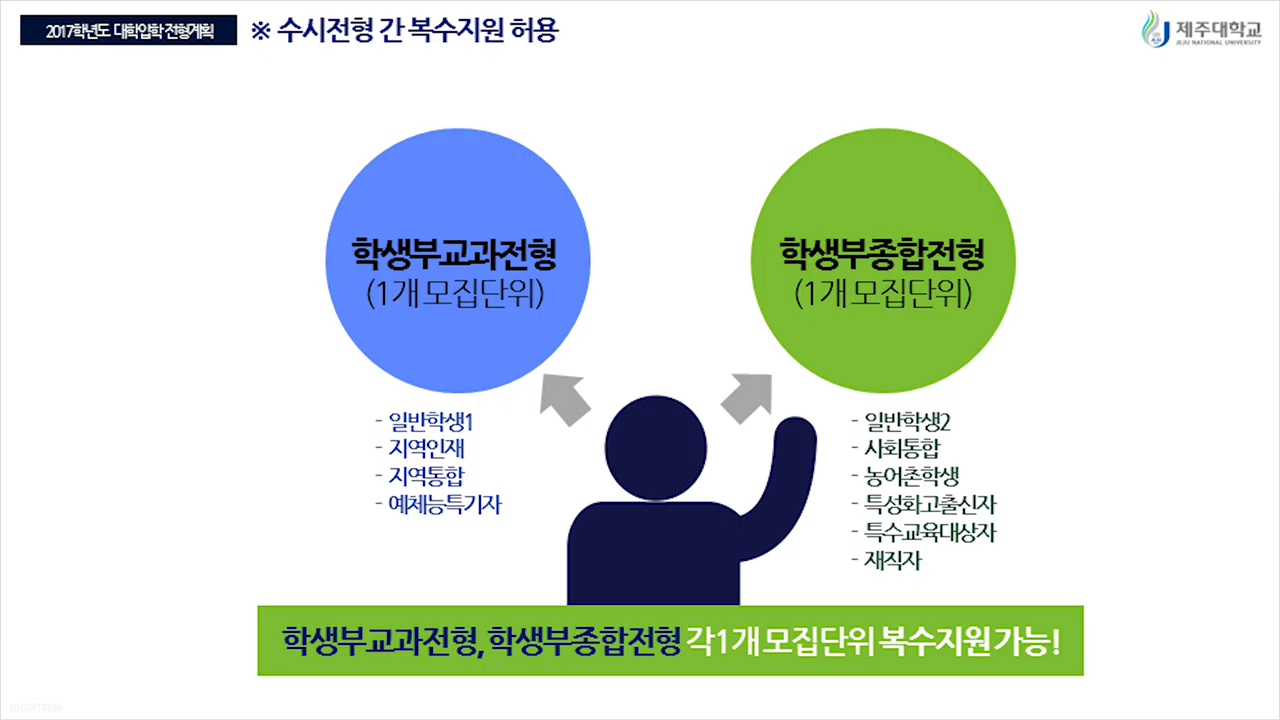 2017학년도 대학입학 전형계획
※ 수시전형 간 복수지원 허용
제주대학교
JEJU NATIONAL UNIVERSITY
학생부교과전형
(1개 모집단위)
학생부종합전형
(1개 모집단위)
- 일반학생1
- 지역인재
- 지역통합
- 예체능특기자
- 일반학생2
- 사회통합
- 농어촌학생
- 특성화고출신자
- 특수교육대상자
- 재직자
학생부교과전형, 학생부종합전형 각1개 모집단위 복수지원 가능!